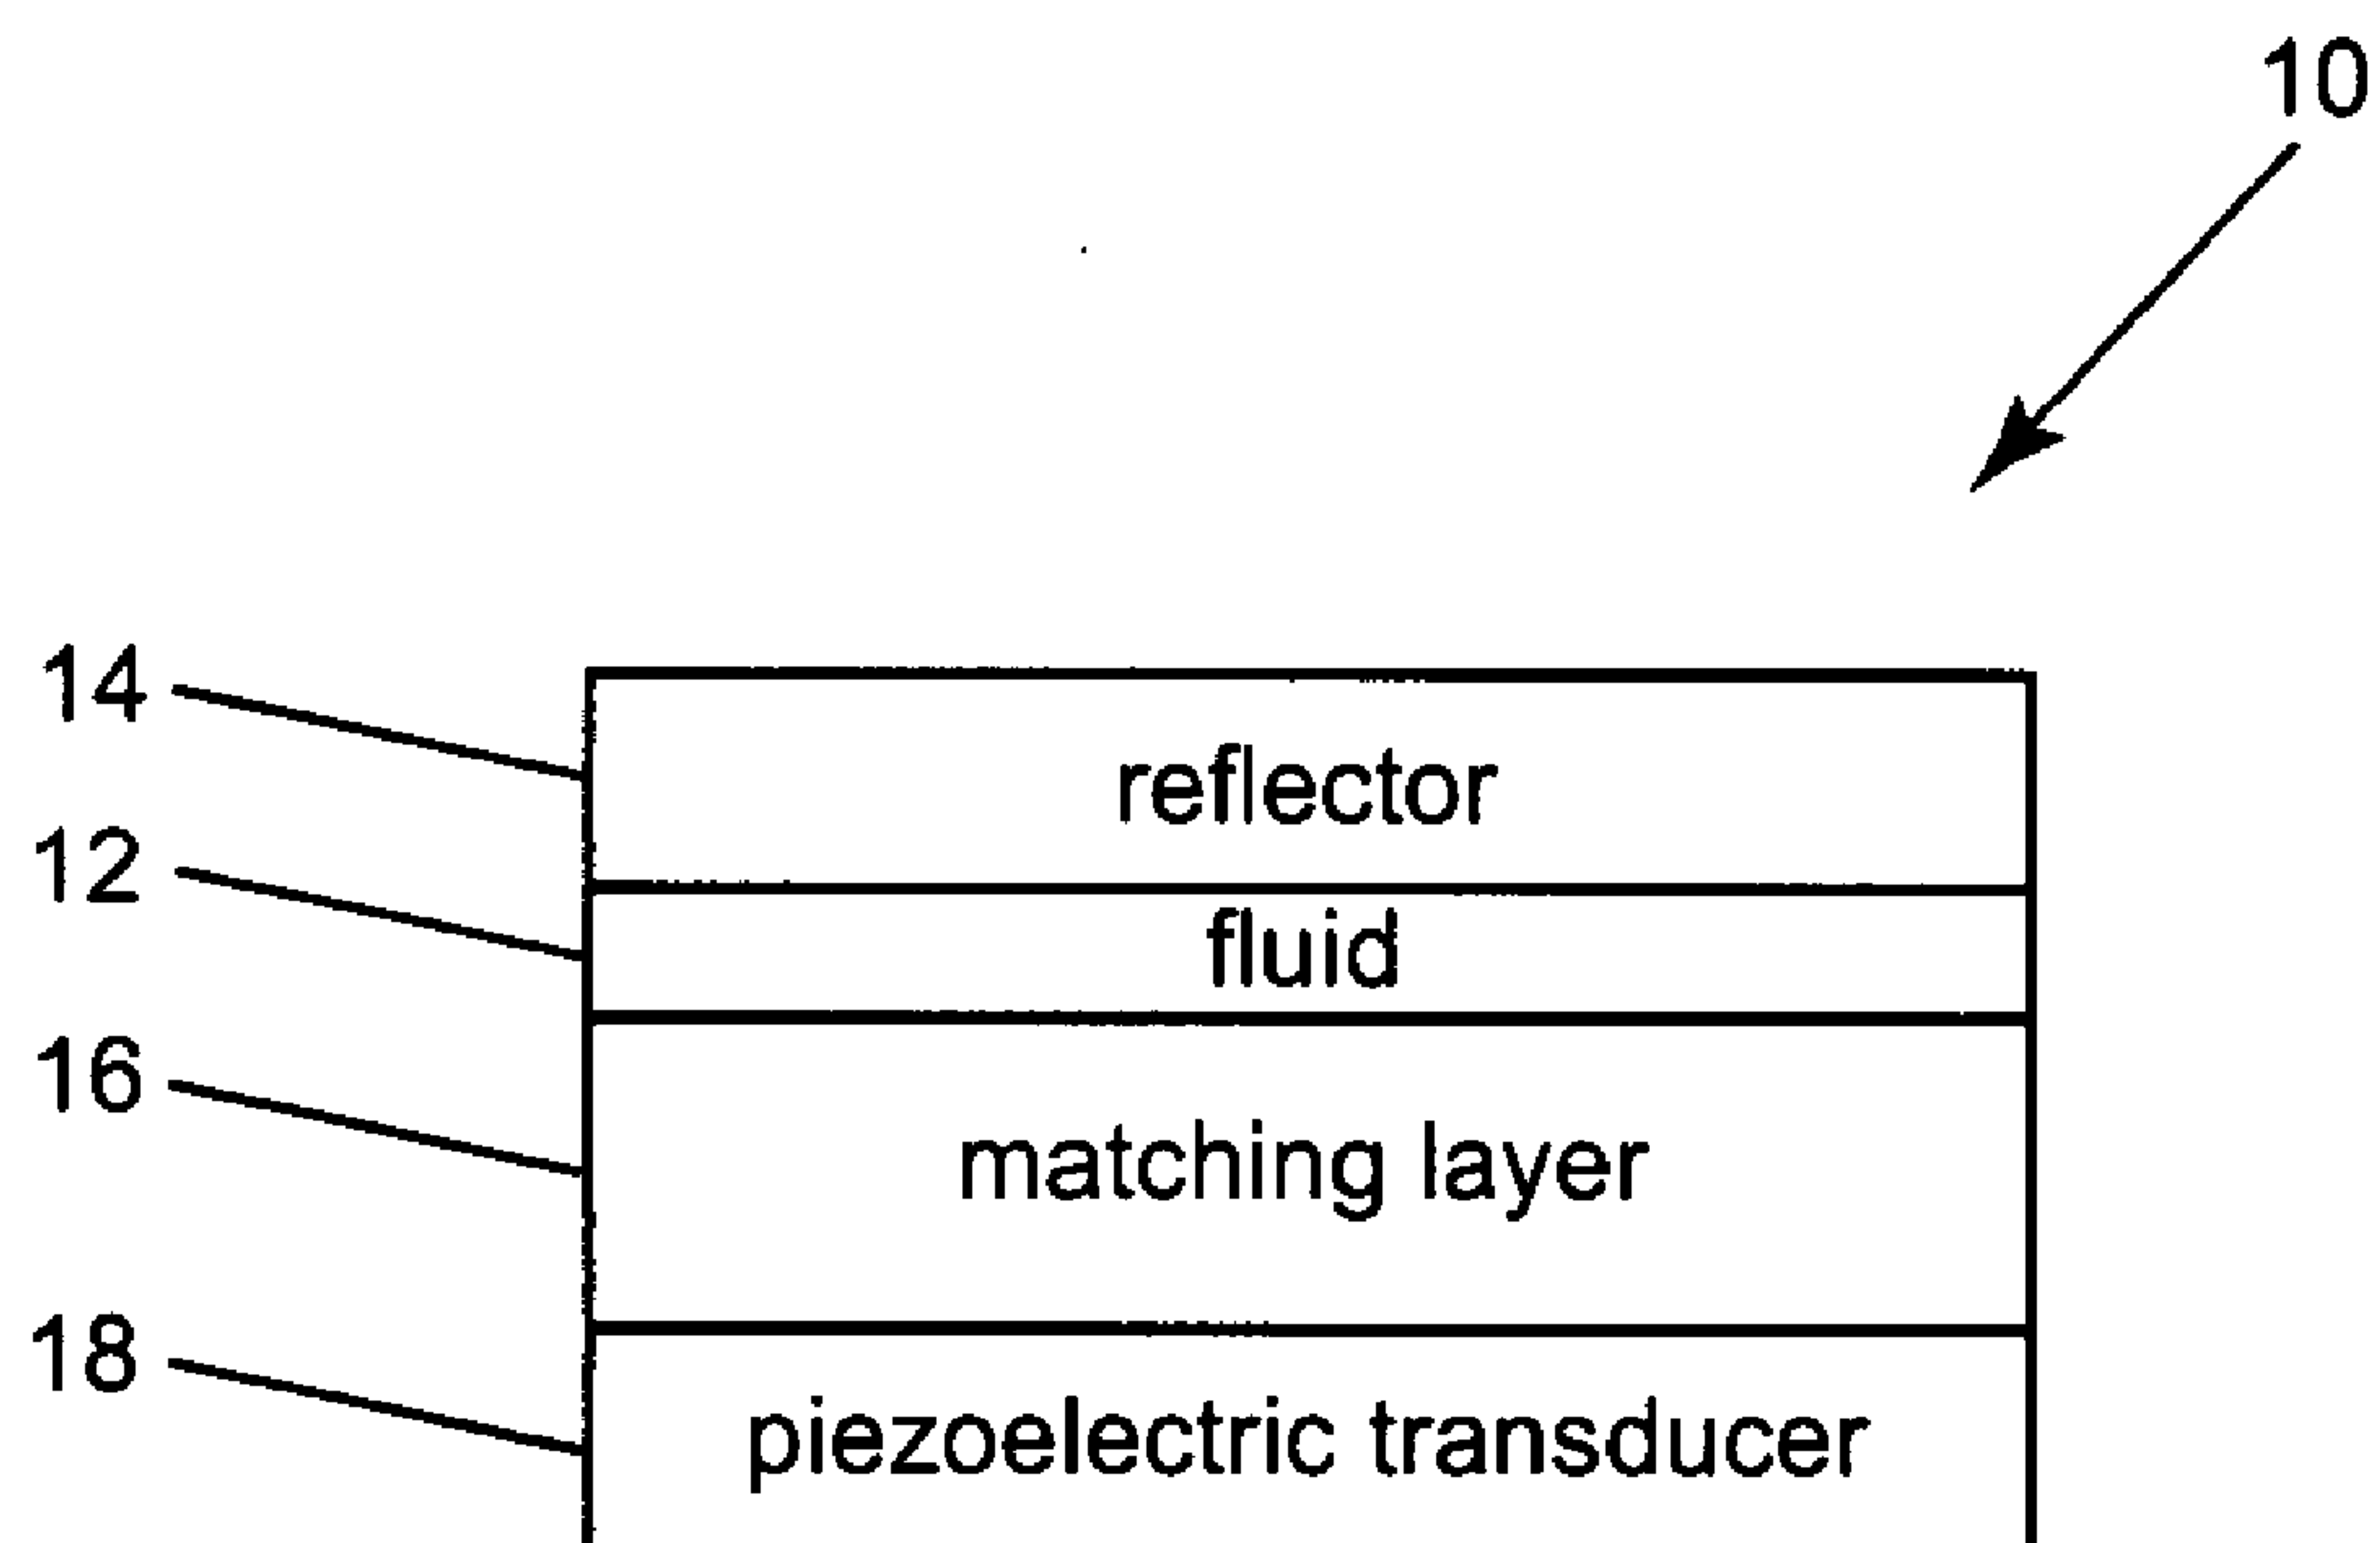 10
14
reflector
12
fluid
16
matching layer
18
piezoelectric transducer